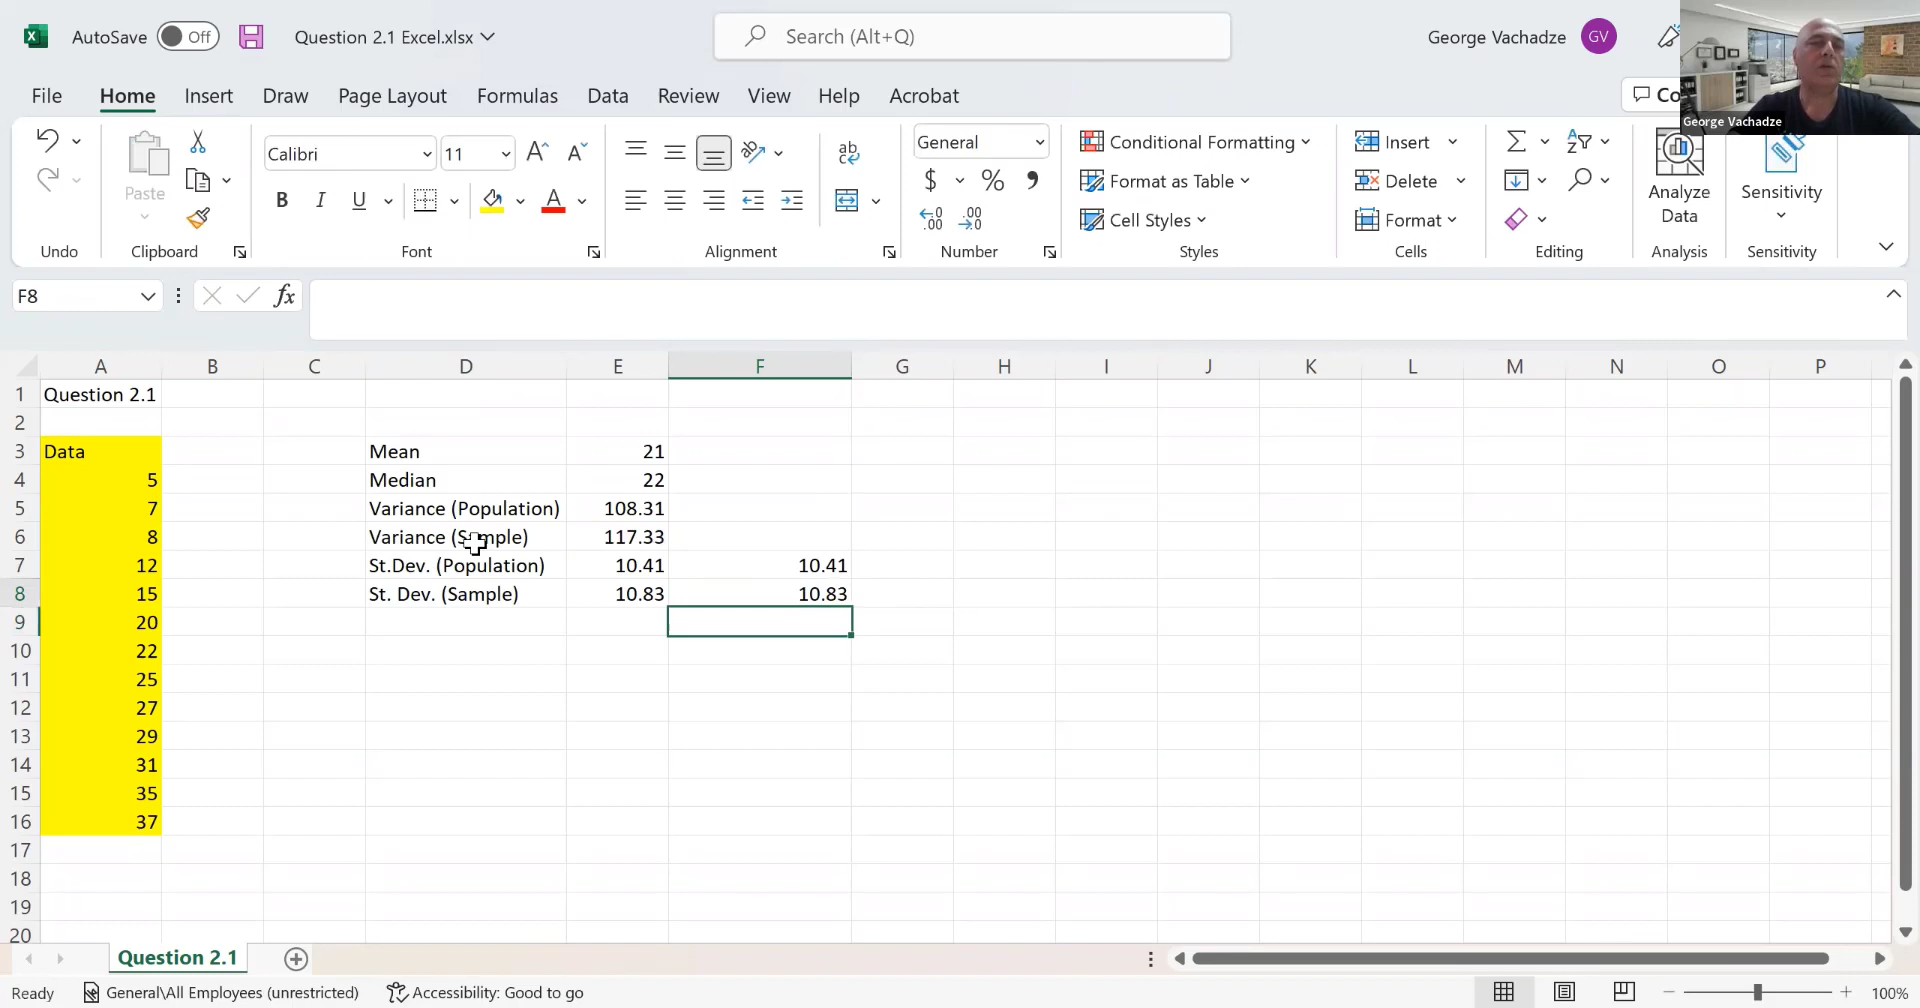 AutoSave Off Question 2.1 Excel.xlsx Search (Alt+Q) George Vachadze GV
File Home Insert Draw Page Layout Formulas Data Review View Help Acrobat Co
George Vachadze
Paste
Calibri 11
B I U
ab
General
$ % 9
.00 .00
Conditional Formatting
Format as Table
Cell Styles
Insert
Delete
Format
Analyze Data
Sensitivity
Undo Clipboard Font Alignment Number Styles Cells Editing Analysis Sensitivity
F8 fx
A B C D E F G H I J K L M N O P
1 Question 2.1
2
3 Data Mean 21
4 5 Median 22
5 7 Variance (Population) 108.31
6 8 Variance (Sample) 117.33
7 12 St.Dev. (Population) 10.41 10.41
8 15 St. Dev. (Sample) 10.83 10.83
9 20
10 22
11 25
12 27
13 29
14 31
15 35
16 37
17
18
19
20
Question 2.1
Ready General\All Employees (unrestricted) Accessibility: Good to go 100%